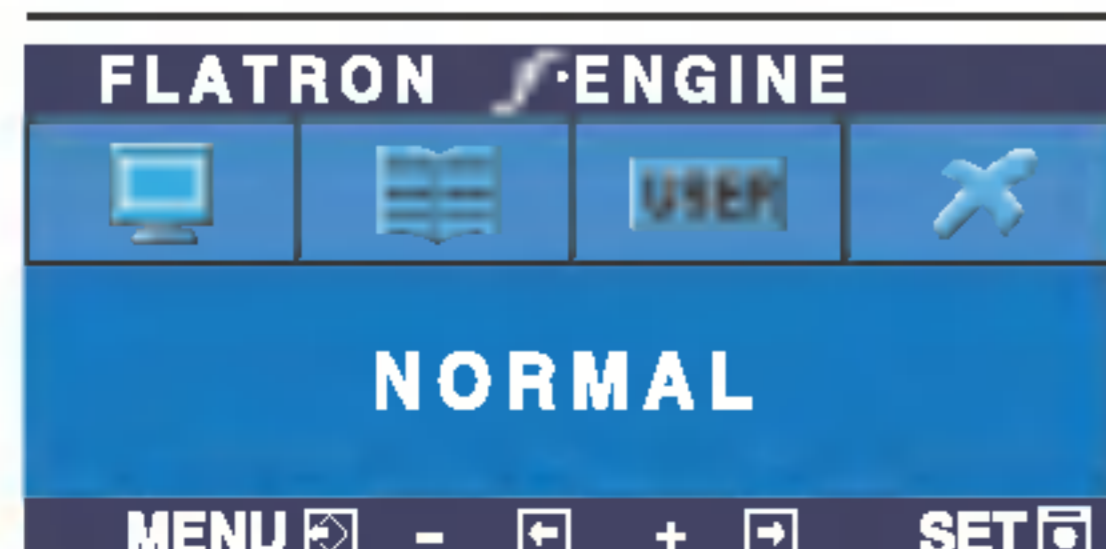 FLATRON f·ENGINE
USER
NORMAL
MENU - + SET